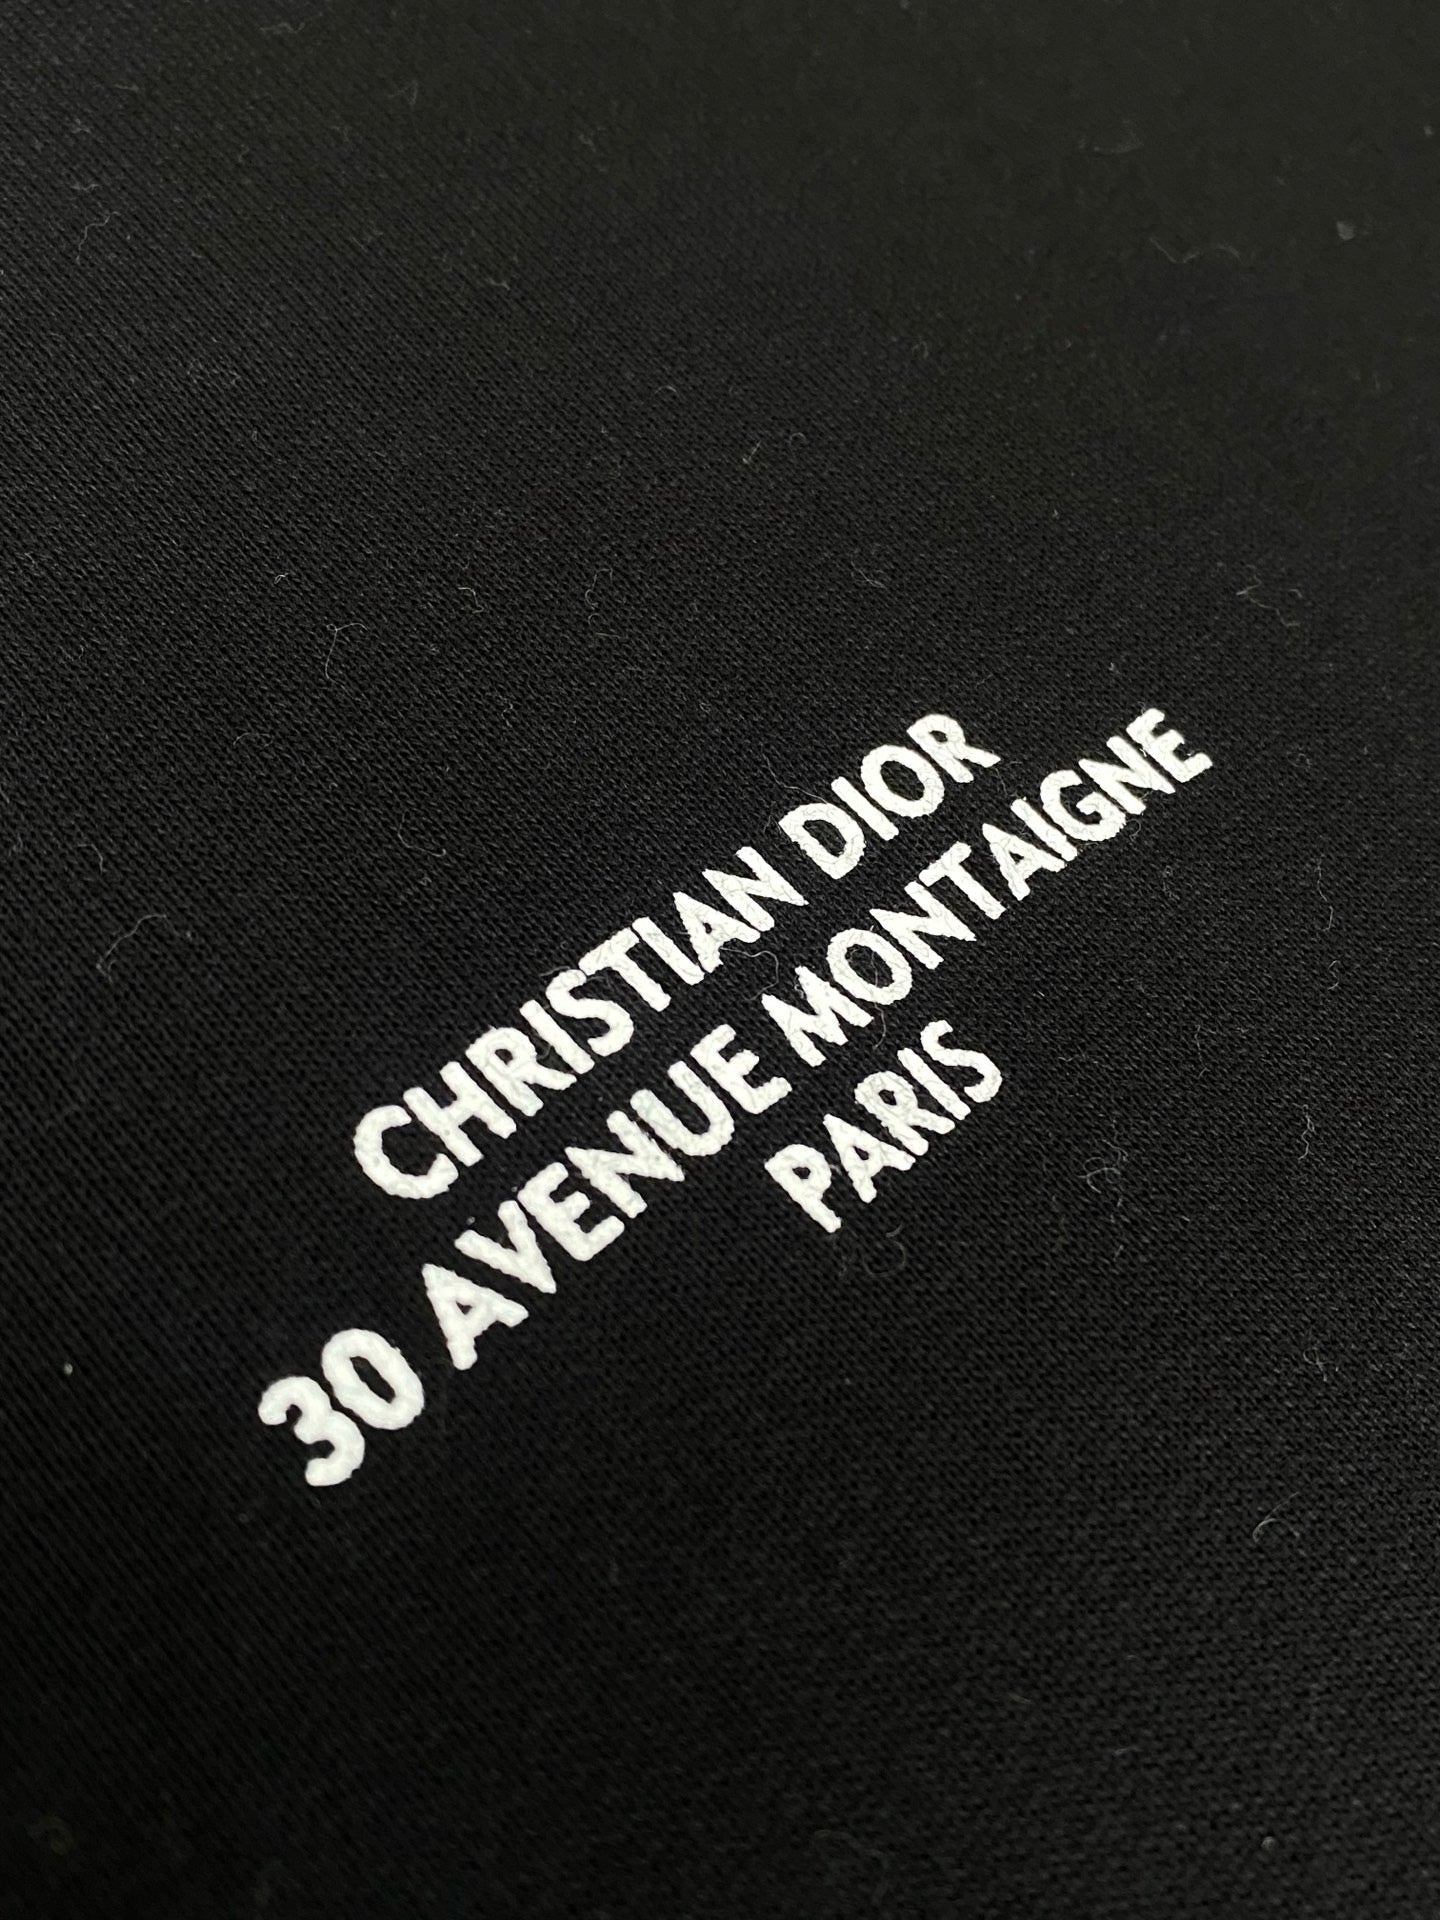 CHRISTIAN DIOR
30 AVENUE MONTAIGNE
PARIS